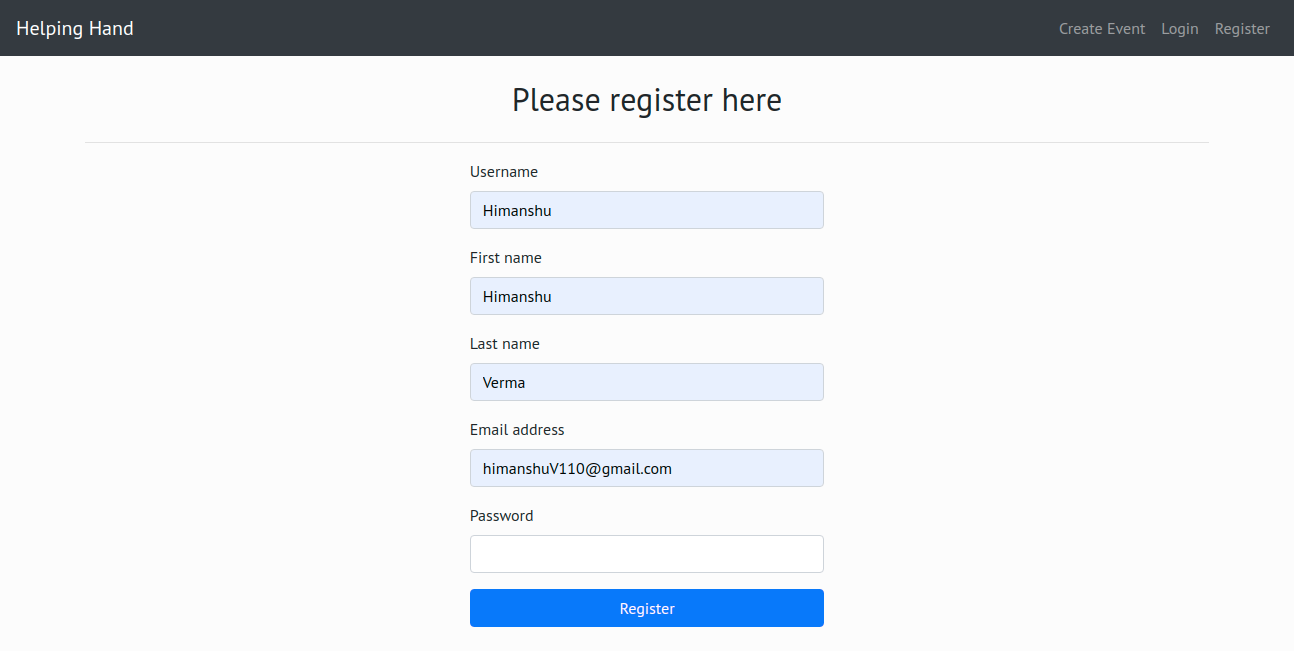 Helping Hand Create Event Login Register
Please register here
Username
Himanshu
First name
Himanshu
Last name
Verma
Email address
himanshuV110@gmail.com
Password
Register